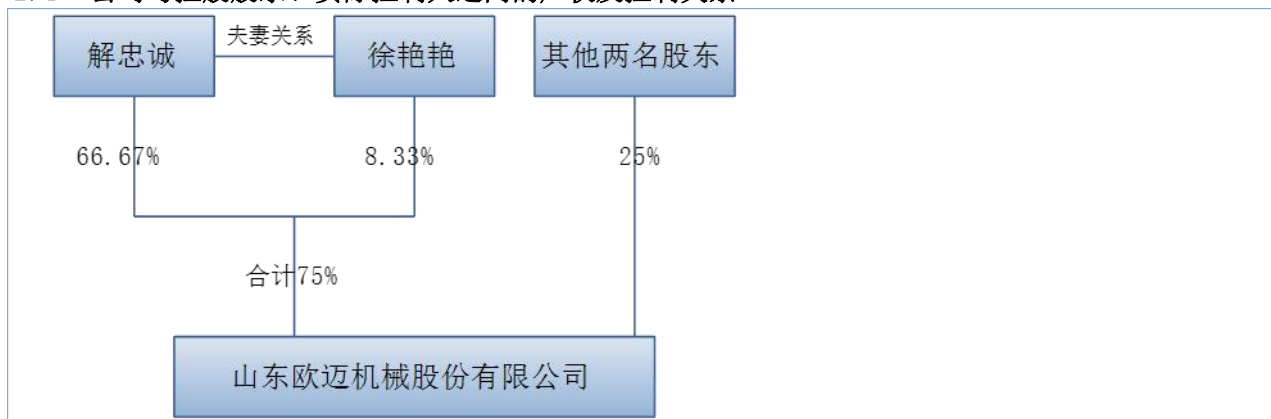 夫妻关系
解忠诚
徐艳艳
其他两名股东
66.67%
8.33%
25%
合计75%
山东欧迈机械股份有限公司